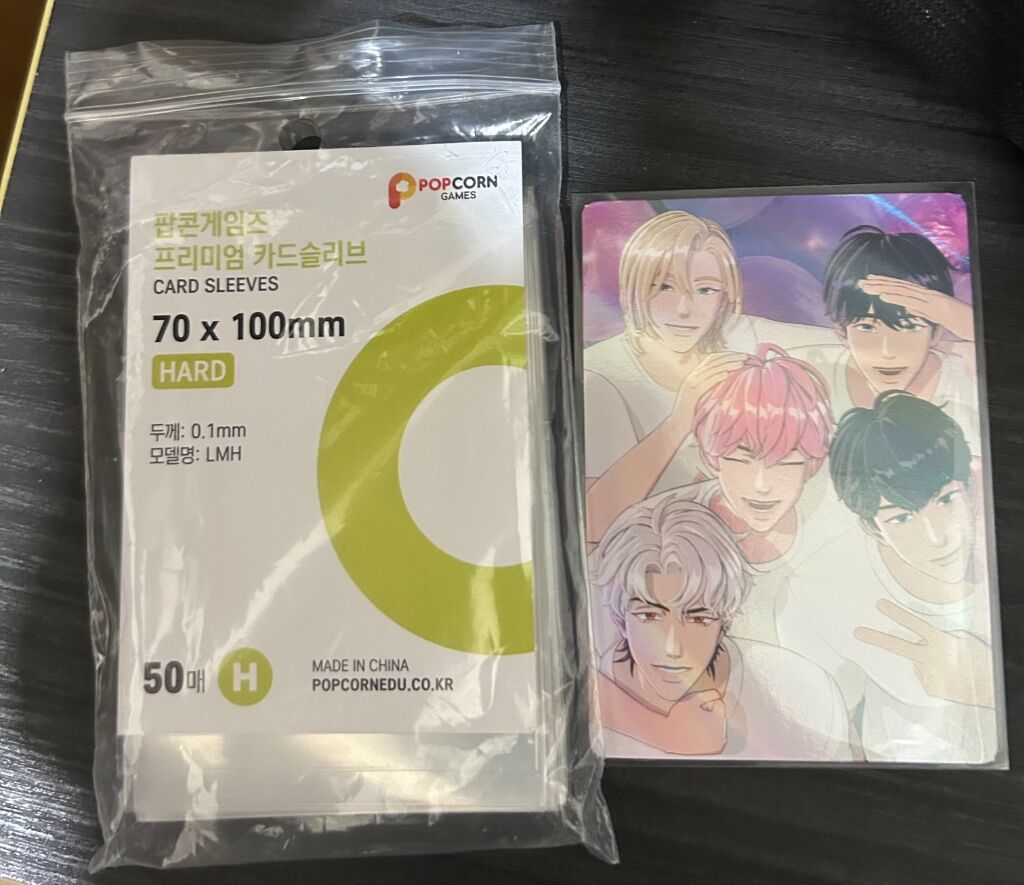 POPCORN
GAMES
팝콘게임즈
프리미엄 카드슬리브
CARD SLEEVES
70 x 100mm
HARD
두께: 0.1mm
모델명: LMH
50매 H
MADE IN CHINA
POPCORNEDU.CO.KR